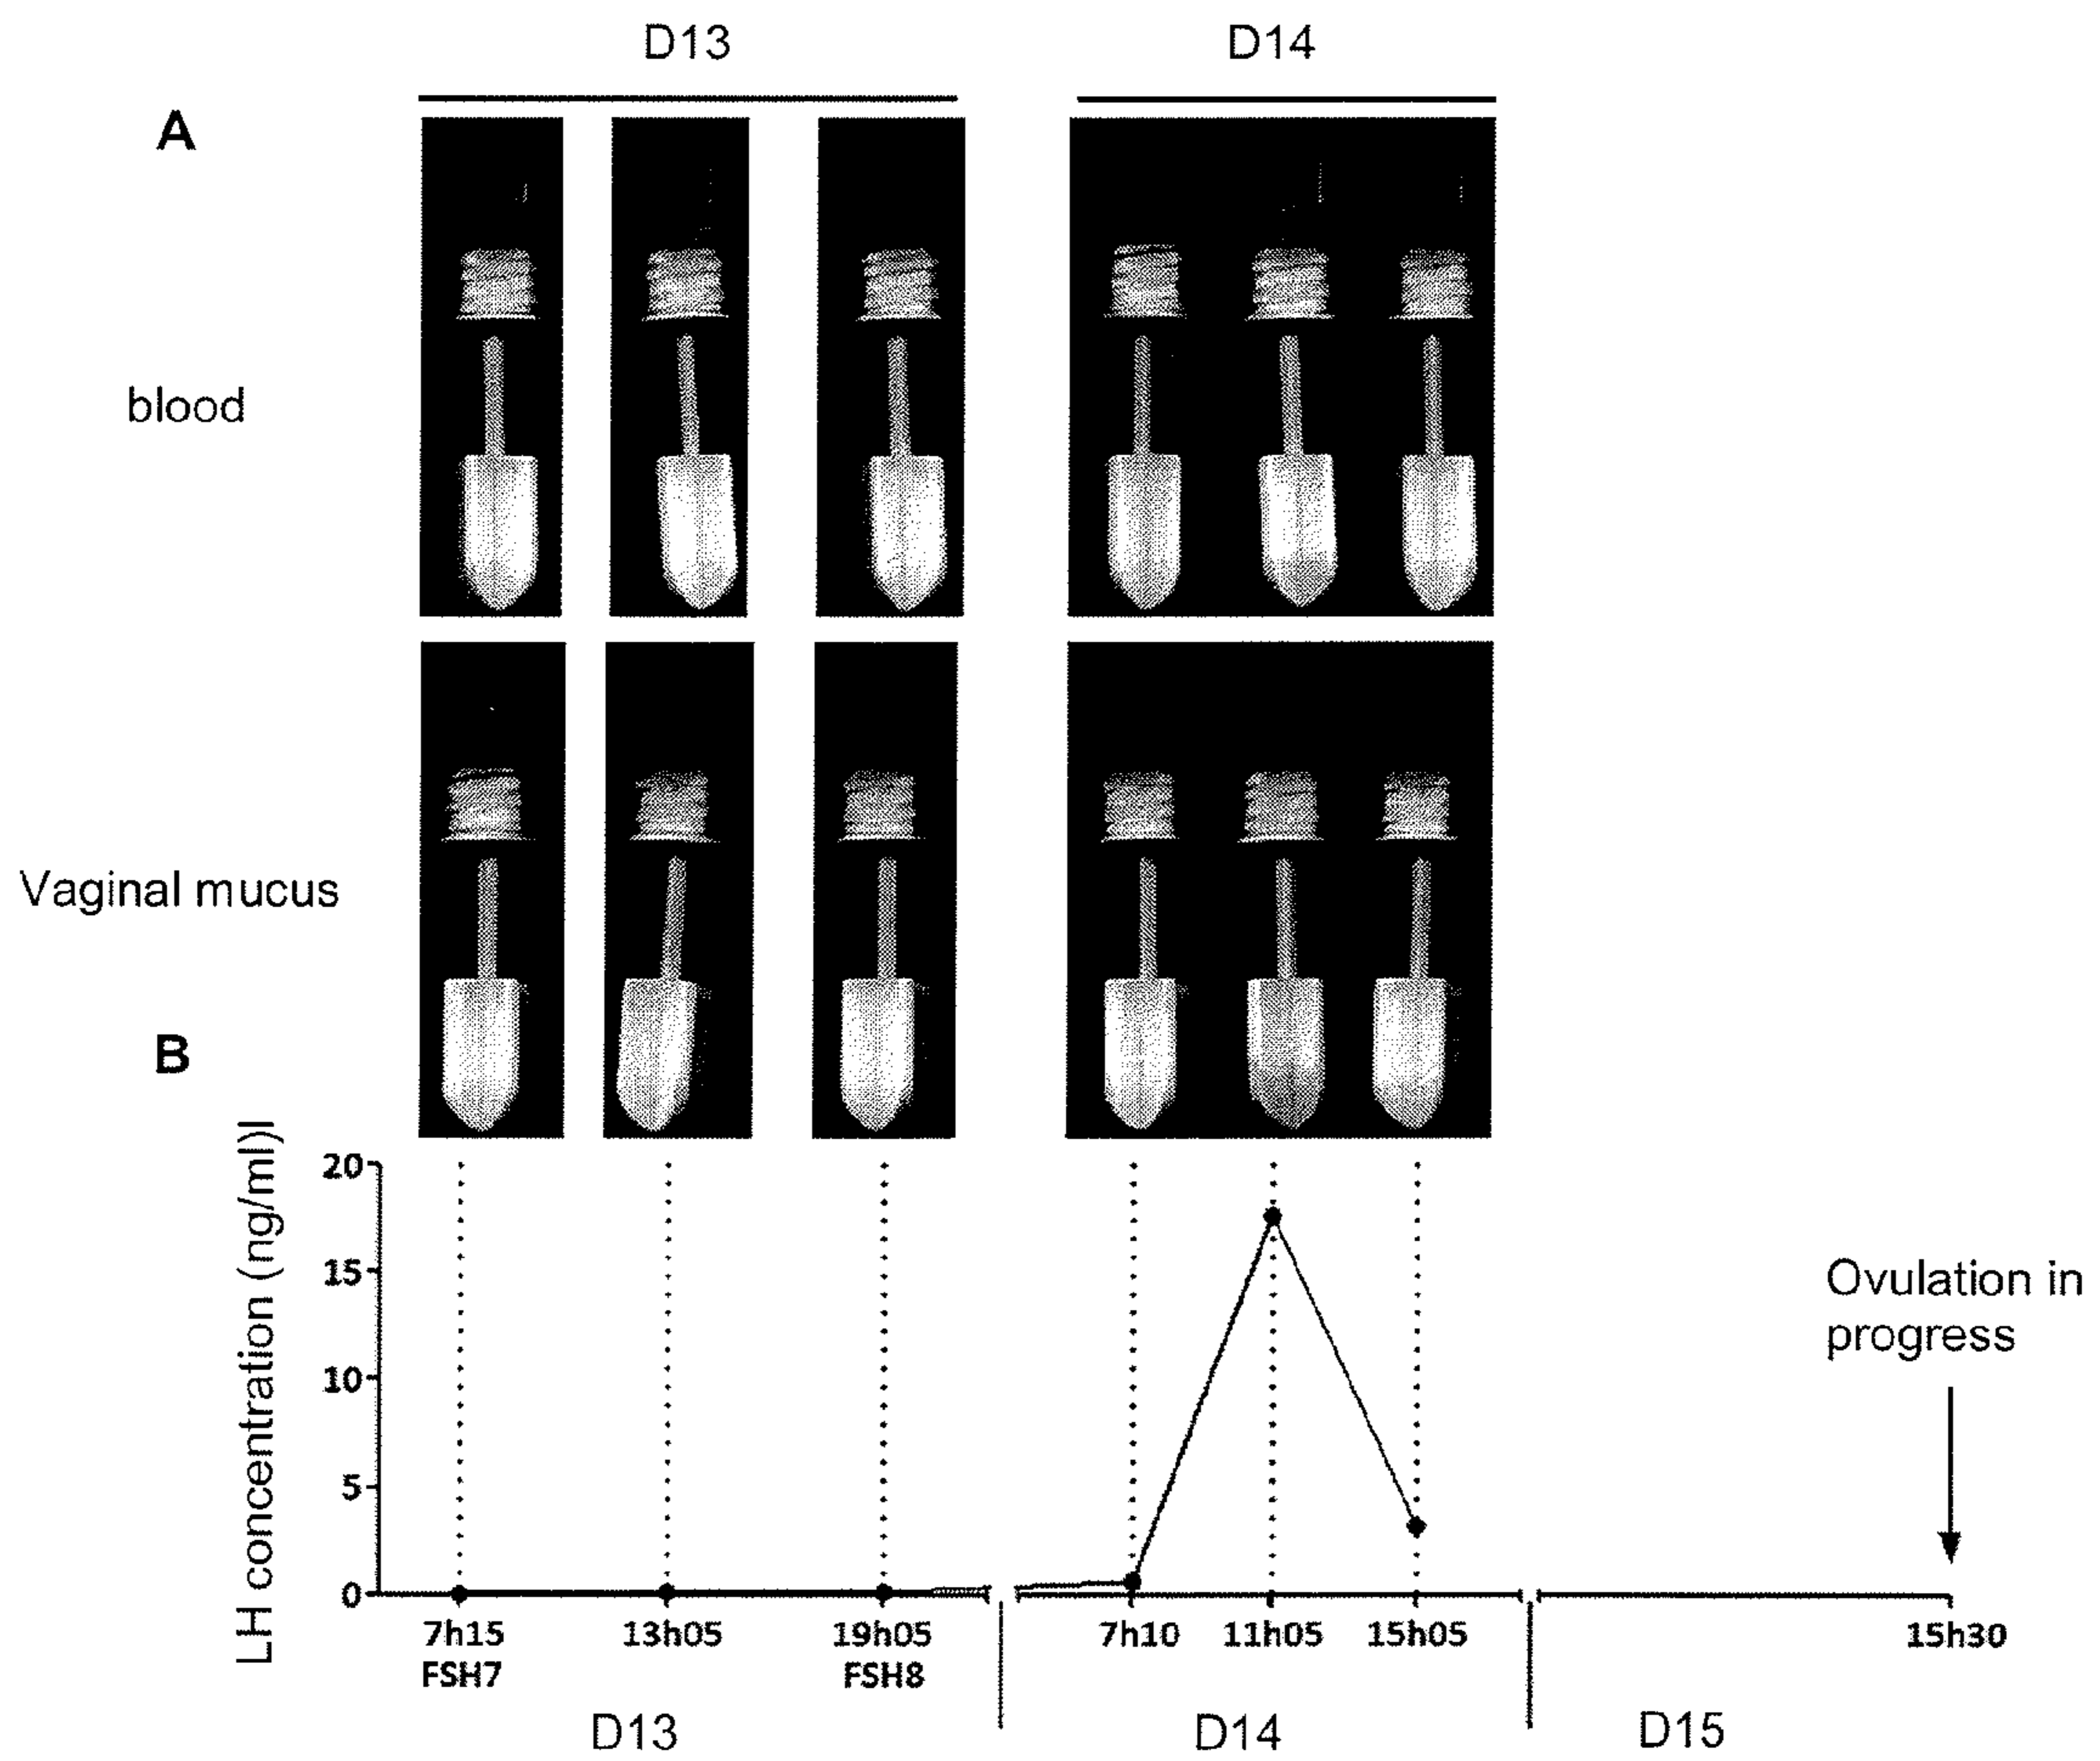 D13 D14
A
blood
Vaginal mucus
B
LH concentration (ng/ml)l
20
15
10
5
0
Ovulation in
progress
7h15 13h05 19h05 7h10 11h05 15h05 15h30
FSH7 FSH8
D13 D14 D15